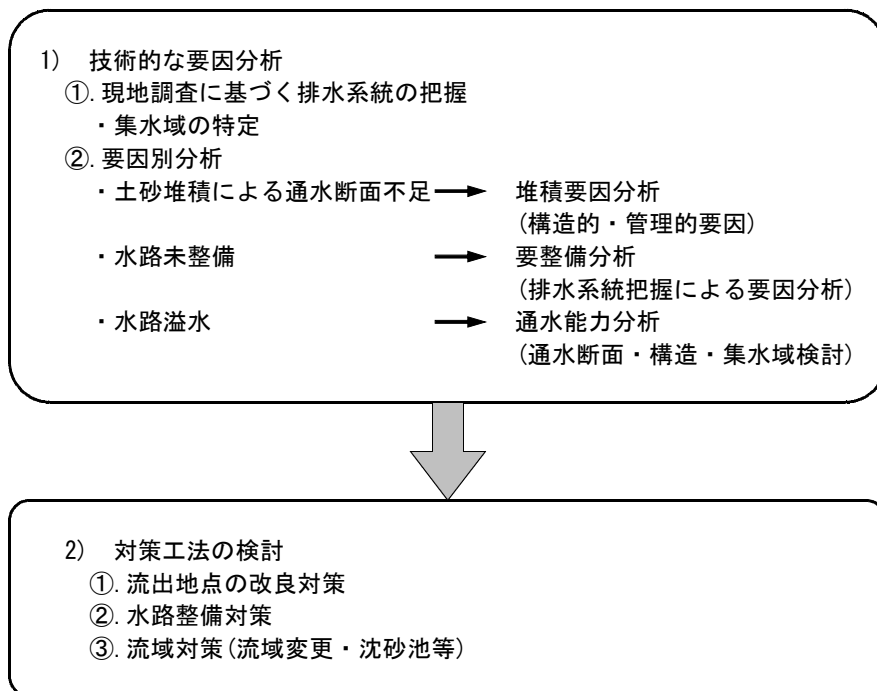 1) 技術的な要因分析
①. 現地調査に基づく排水系統の把握
・集水域の特定
②. 要因別分析
・土砂堆積による通水断面不足 → 堆積要因分析
(構造的・管理的要因)
・水路未整備 → 要整備分析
(排水系統把握による要因分析)
・水路溢水 → 通水能力分析
(通水断面・構造・集水域検討)
2) 対策工法の検討
①. 流出地点の改良対策
②. 水路整備対策
③. 流域対策(流域変更・沈砂池等)